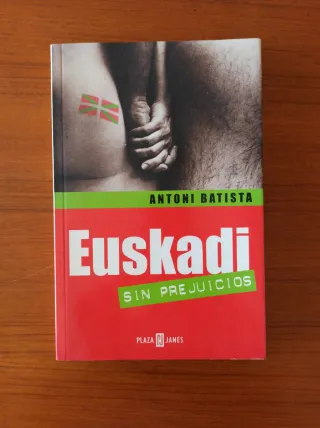 ANTONI BATISTA
Euskadi
SIN PREJUICIOS
PLAZA JANES